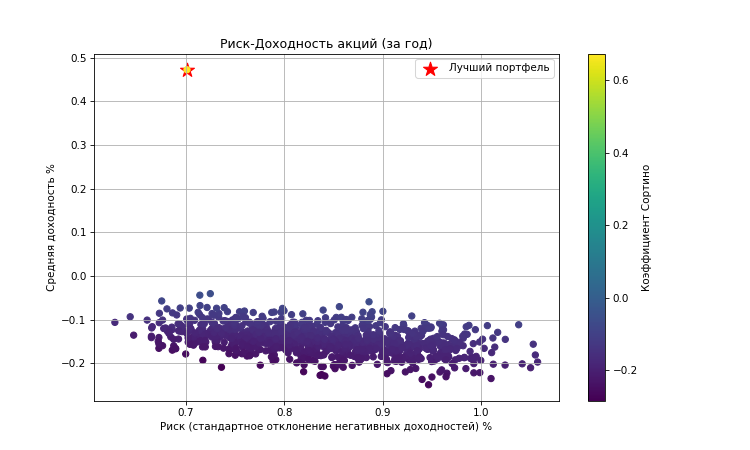 Риск-Доходность акций (за год)
Лучший портфель
0.5
0.4
0.3
0.2
0.1
0.0
−0.1
−0.2
Средняя доходность %
0.7 0.8 0.9 1.0
Риск (стандартное отклонение негативных доходностей) %
0.6
0.4
0.2
0.0
−0.2
Коэффициент Сортино